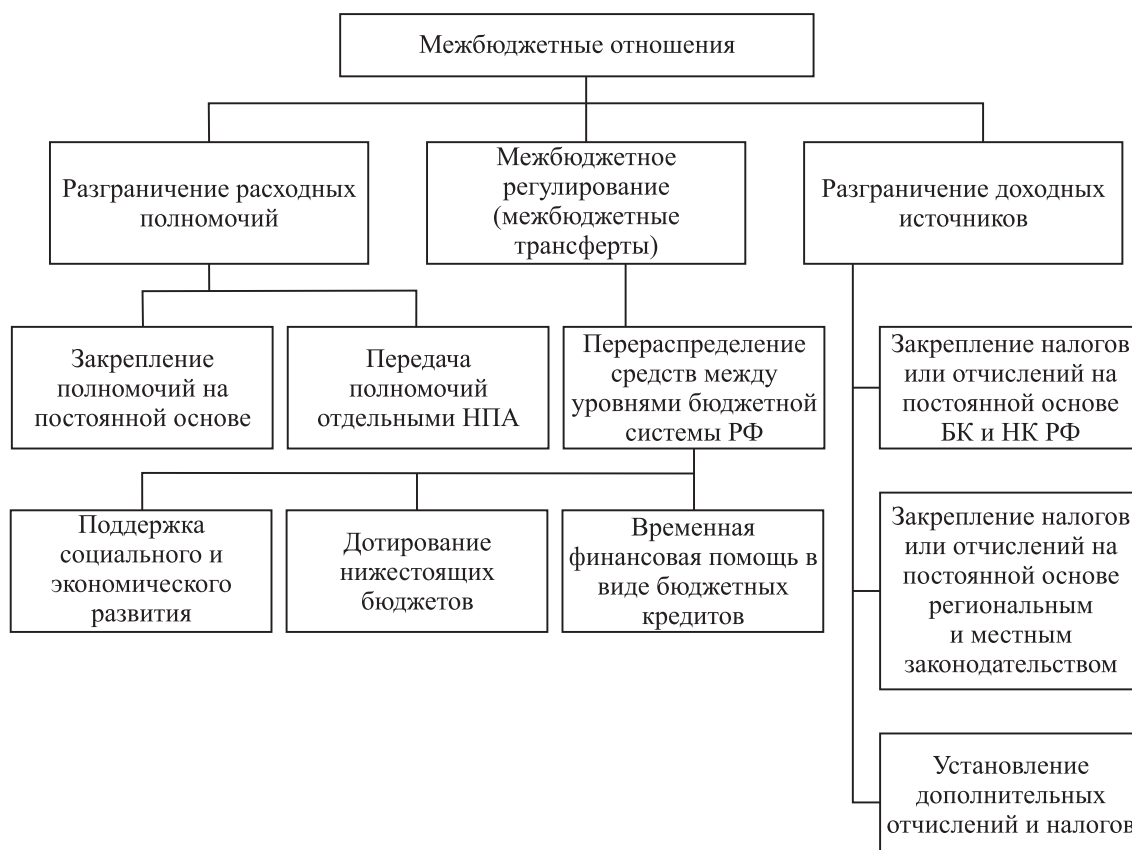 Межбюджетные отношения
Разграничение расходных
полномочий
Межбюджетное
регулирование
(межбюджетные
трансферты)
Разграничение доходных
источников
Закрепление
полномочий на
постоянной основе
Передача
полномочий
отдельными НПА
Перераспределение
средств между
уровнями бюджетной
системы РФ
Закрепление налогов
или отчислений на
постоянной основе
БК и НК РФ
Поддержка
социального и
экономического
развития
Дотирование
нижестоящих
бюджетов
Временная
финансовая помощь в
виде бюджетных
кредитов
Закрепление налогов
или отчислений на
постоянной основе
региональным
и местным
законодательством
Установление
дополнительных
отчислений и налогов